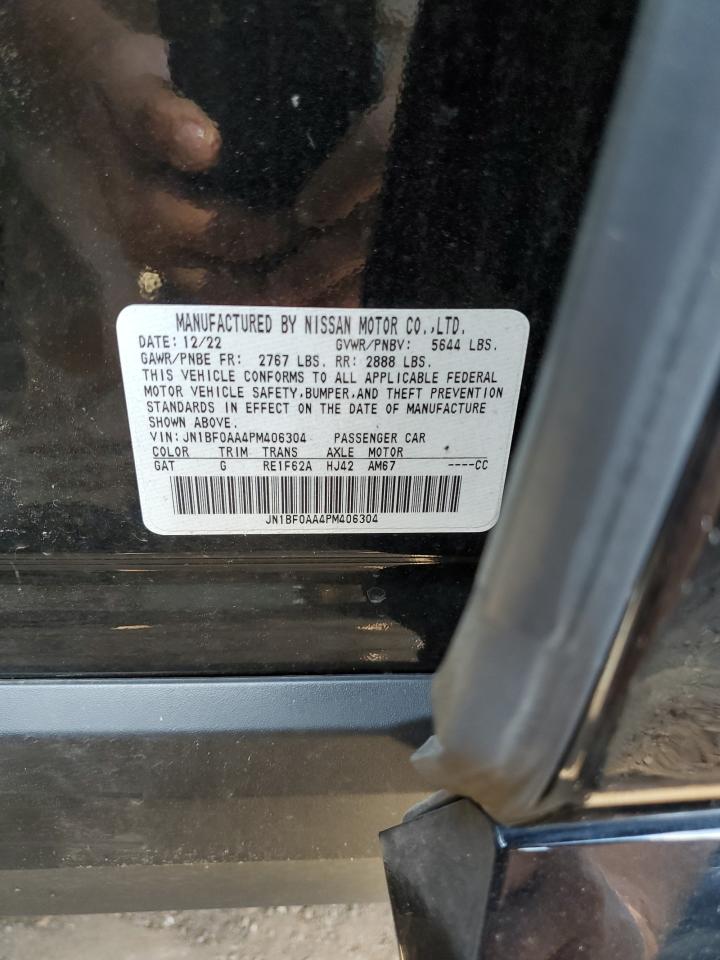 MANUFACTURED BY NISSAN MOTOR CO.,LTD.
DATE: 12/22 GVWR/PNBV: 5644 LBS.
GAWR/PNBE FR: 2767 LBS. RR: 2888 LBS.
THIS VEHICLE CONFORMS TO ALL APPLICABLE FEDERAL
MOTOR VEHICLE SAFETY,BUMPER,AND THEFT PREVENTION
STANDARDS IN EFFECT ON THE DATE OF MANUFACTURE
SHOWN ABOVE.
VIN: JN1BF0AA4PM406304 PASSENGER CAR
COLOR TRIM TRANS AXLE MOTOR
GAT G RE1F62A HJ42 AM67 ----CC
JN1BF0AA4PM406304